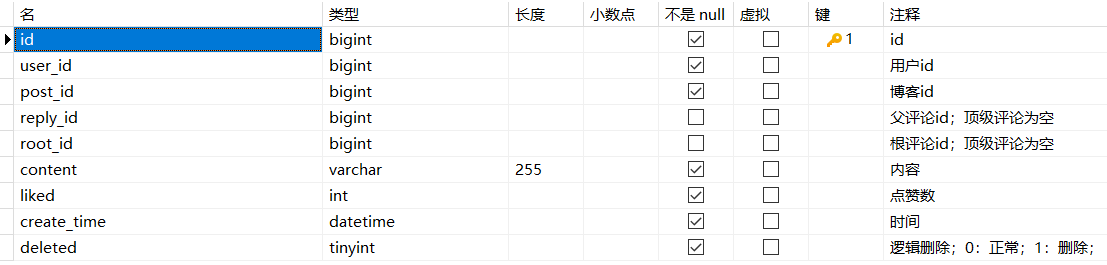 名 类型 长度 小数点 不是 null 虚拟 键 注释
id bigint 1 id
user_id bigint 用户id
post_id bigint 博客id
reply_id bigint 父评论id；顶级评论为空
root_id bigint 根评论id；顶级评论为空
content varchar 255 内容
liked int 点赞数
create_time datetime 时间
deleted tinyint 逻辑删除；0：正常；1：删除；